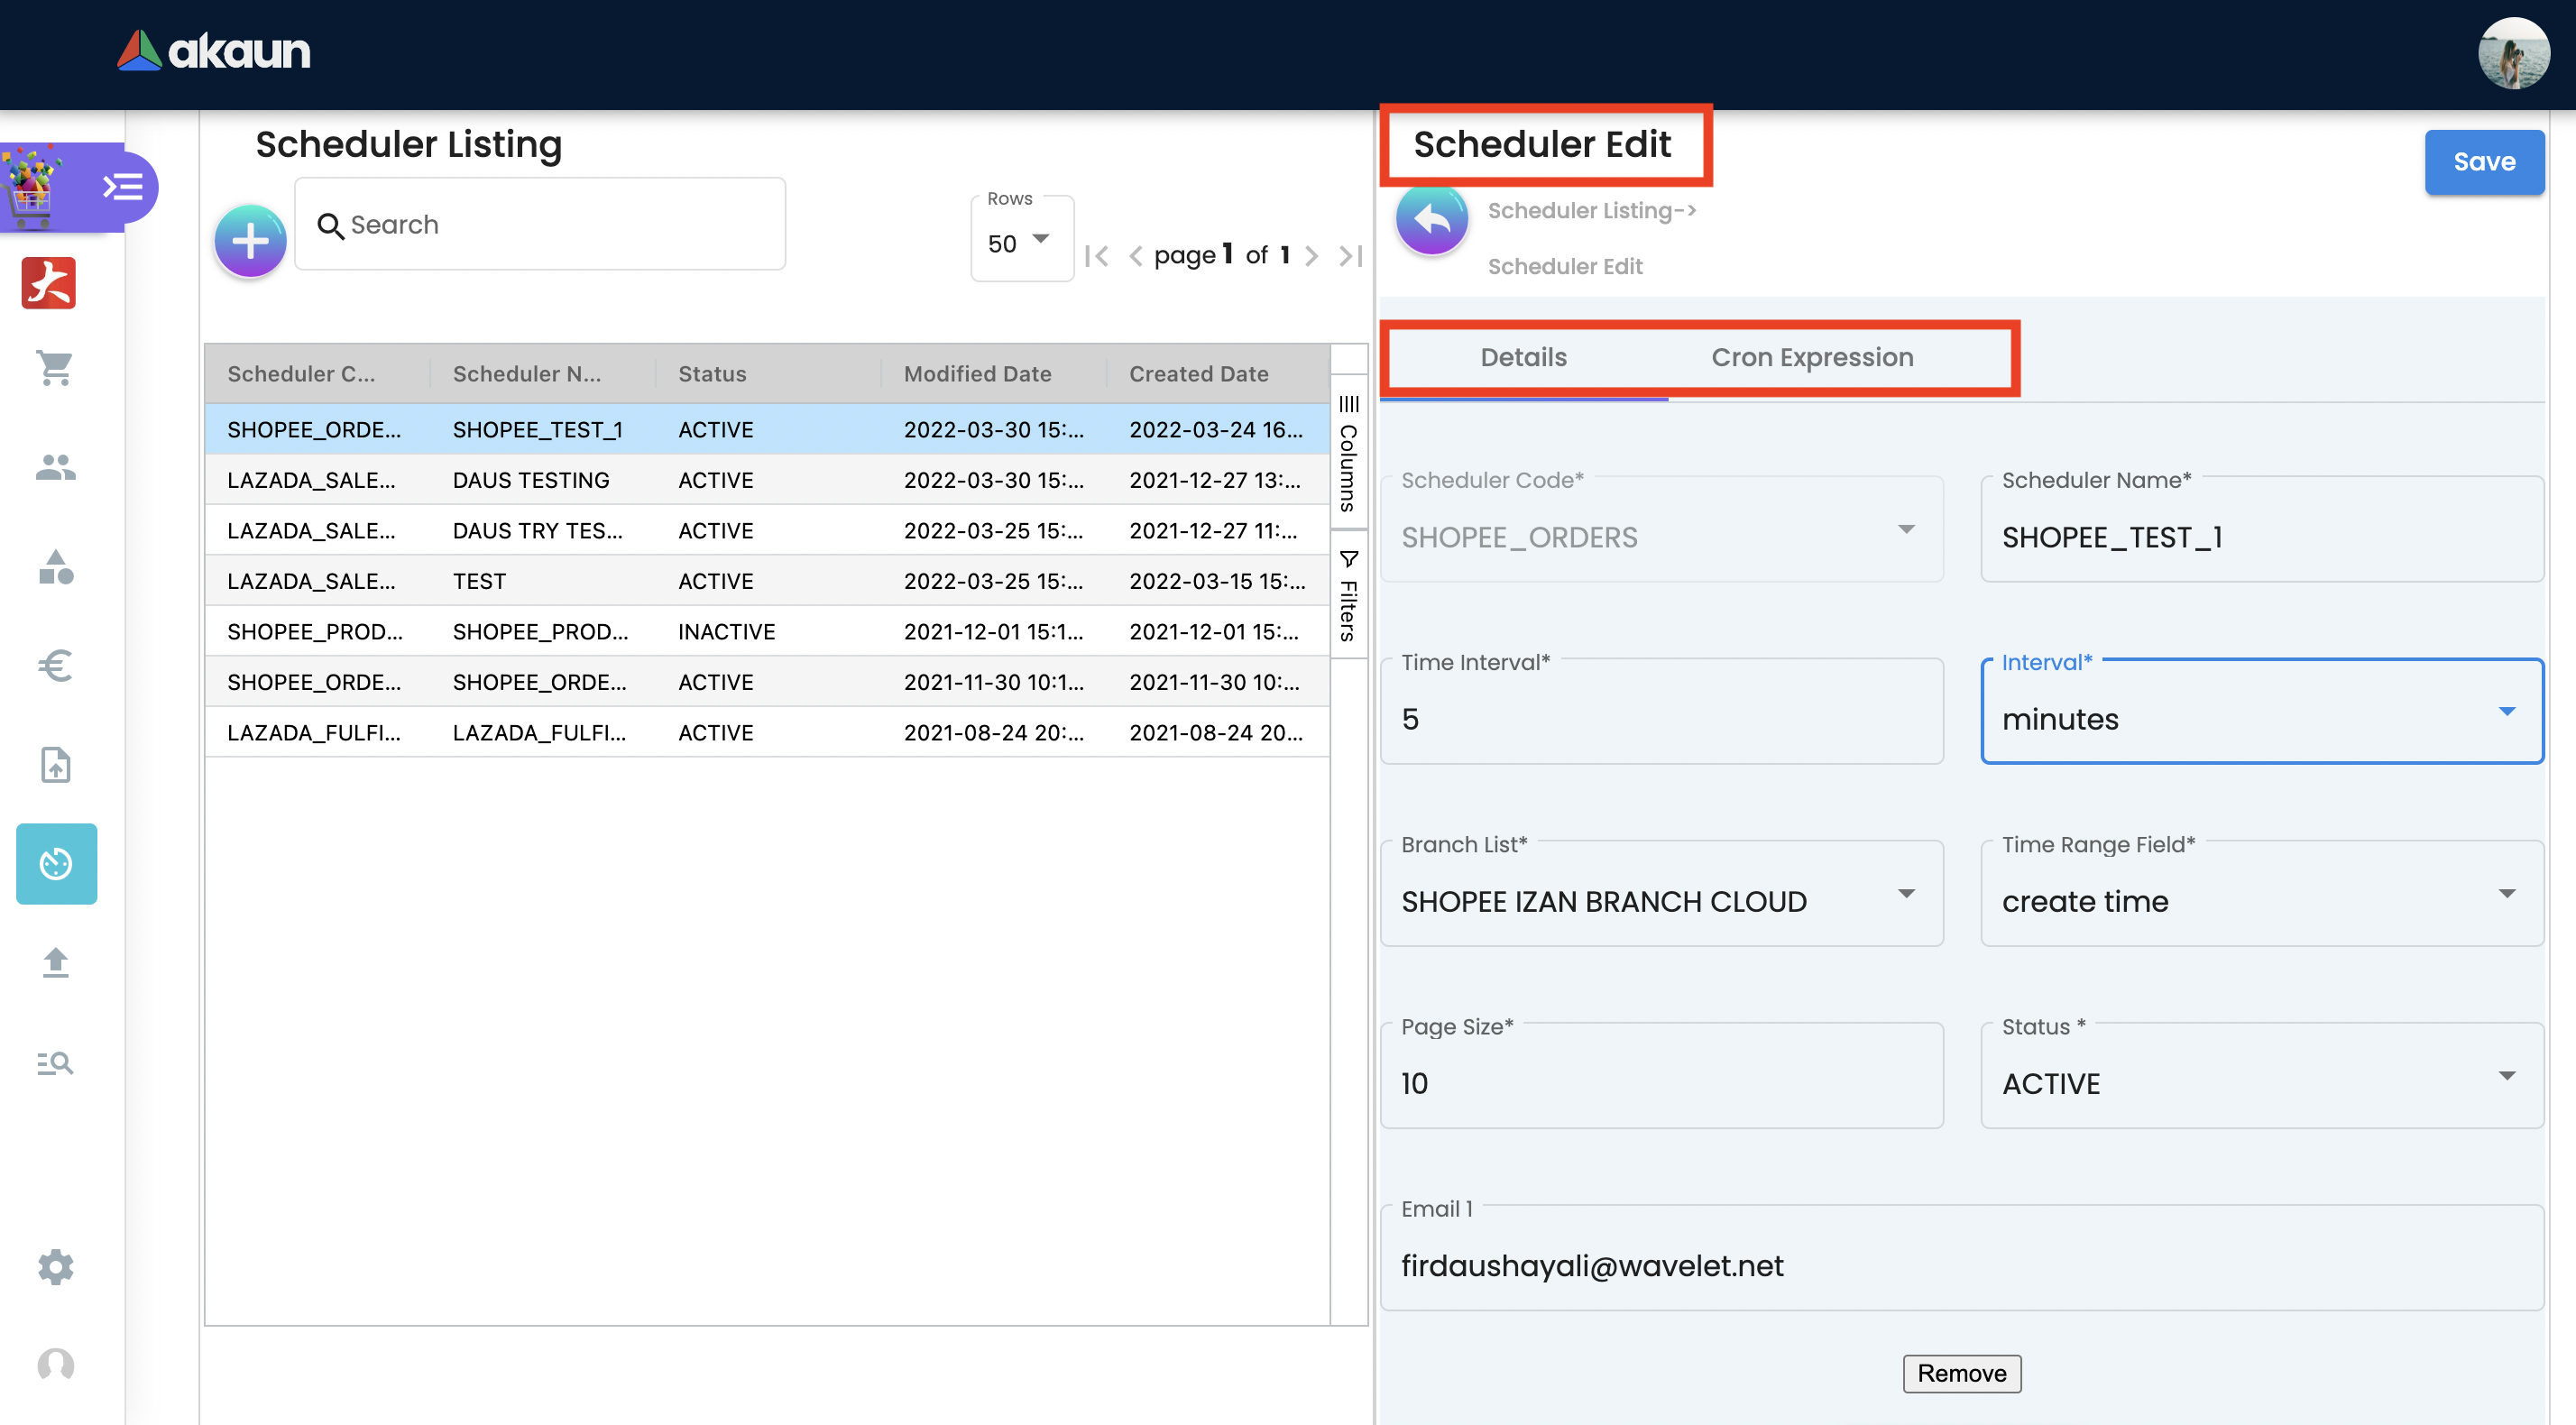 akaun
Scheduler Listing
Search
Rows
50
page 1 of 1
Scheduler C... Scheduler N... Status Modified Date Created Date
SHOPEE_ORDE... SHOPEE_TEST_1 ACTIVE 2022-03-30 15:... 2022-03-24 16...
LAZADA_SALE... DAUS TESTING ACTIVE 2022-03-30 15:... 2021-12-27 13:...
LAZADA_SALE... DAUS TRY TES... ACTIVE 2022-03-25 15:... 2021-12-27 11:...
LAZADA_SALE... TEST ACTIVE 2022-03-25 15:... 2022-03-15 15:...
SHOPEE_PROD... SHOPEE_PROD... INACTIVE 2021-12-01 15:1... 2021-12-01 15:...
SHOPEE_ORDE... SHOPEE_ORDE... ACTIVE 2021-11-30 10:1... 2021-11-30 10:...
LAZADA_FULFI... LAZADA_FULFI... ACTIVE 2021-08-24 20:... 2021-08-24 20...
Columns
Filters
Scheduler Edit
Save
Scheduler Listing->
Scheduler Edit
Details Cron Expression
Scheduler Code* Scheduler Name*
SHOPEE_ORDERS SHOPEE_TEST_1
Time Interval* Interval*
5 minutes
Branch List* Time Range Field*
SHOPEE IZAN BRANCH CLOUD create time
Page Size* Status *
10 ACTIVE
Email 1
firdaushayali@wavelet.net
Remove